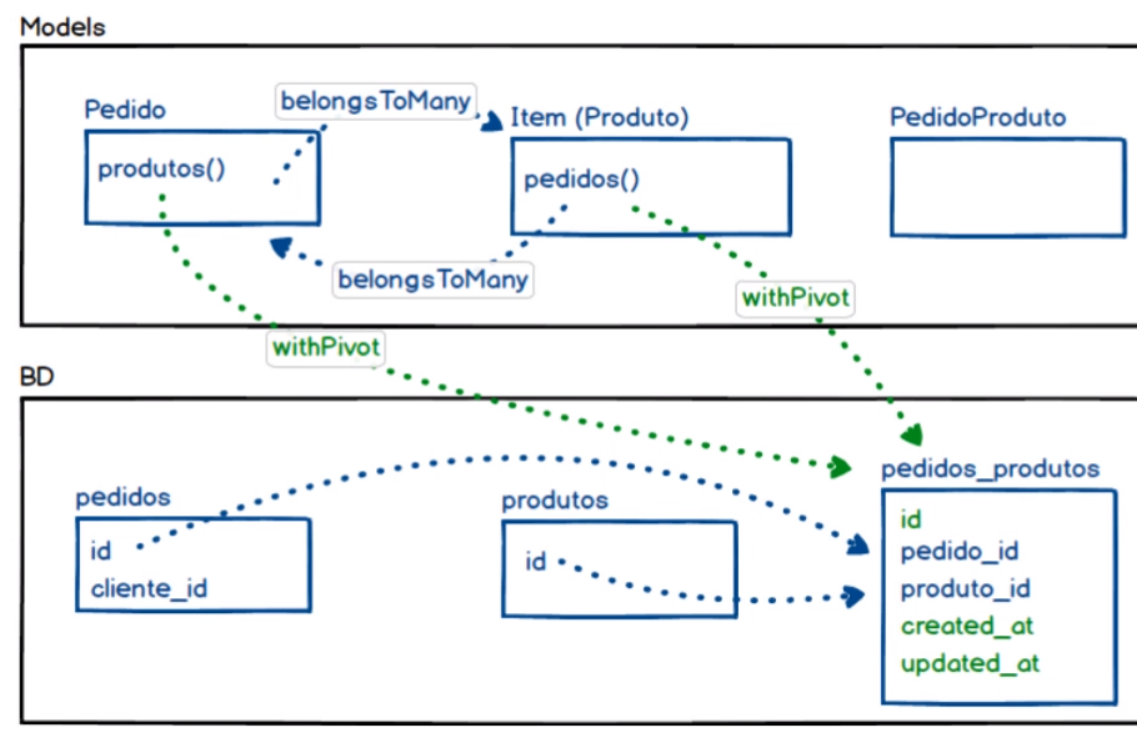 Models
Pedido
belongsToMany
Item (Produto)
PedidoProduto
produtos()
pedidos()
belongsToMany
withPivot
withPivot
BD
pedidos
produtos
pedidos_produtos
id
cliente_id
id
id
pedido_id
produto_id
created_at
updated_at